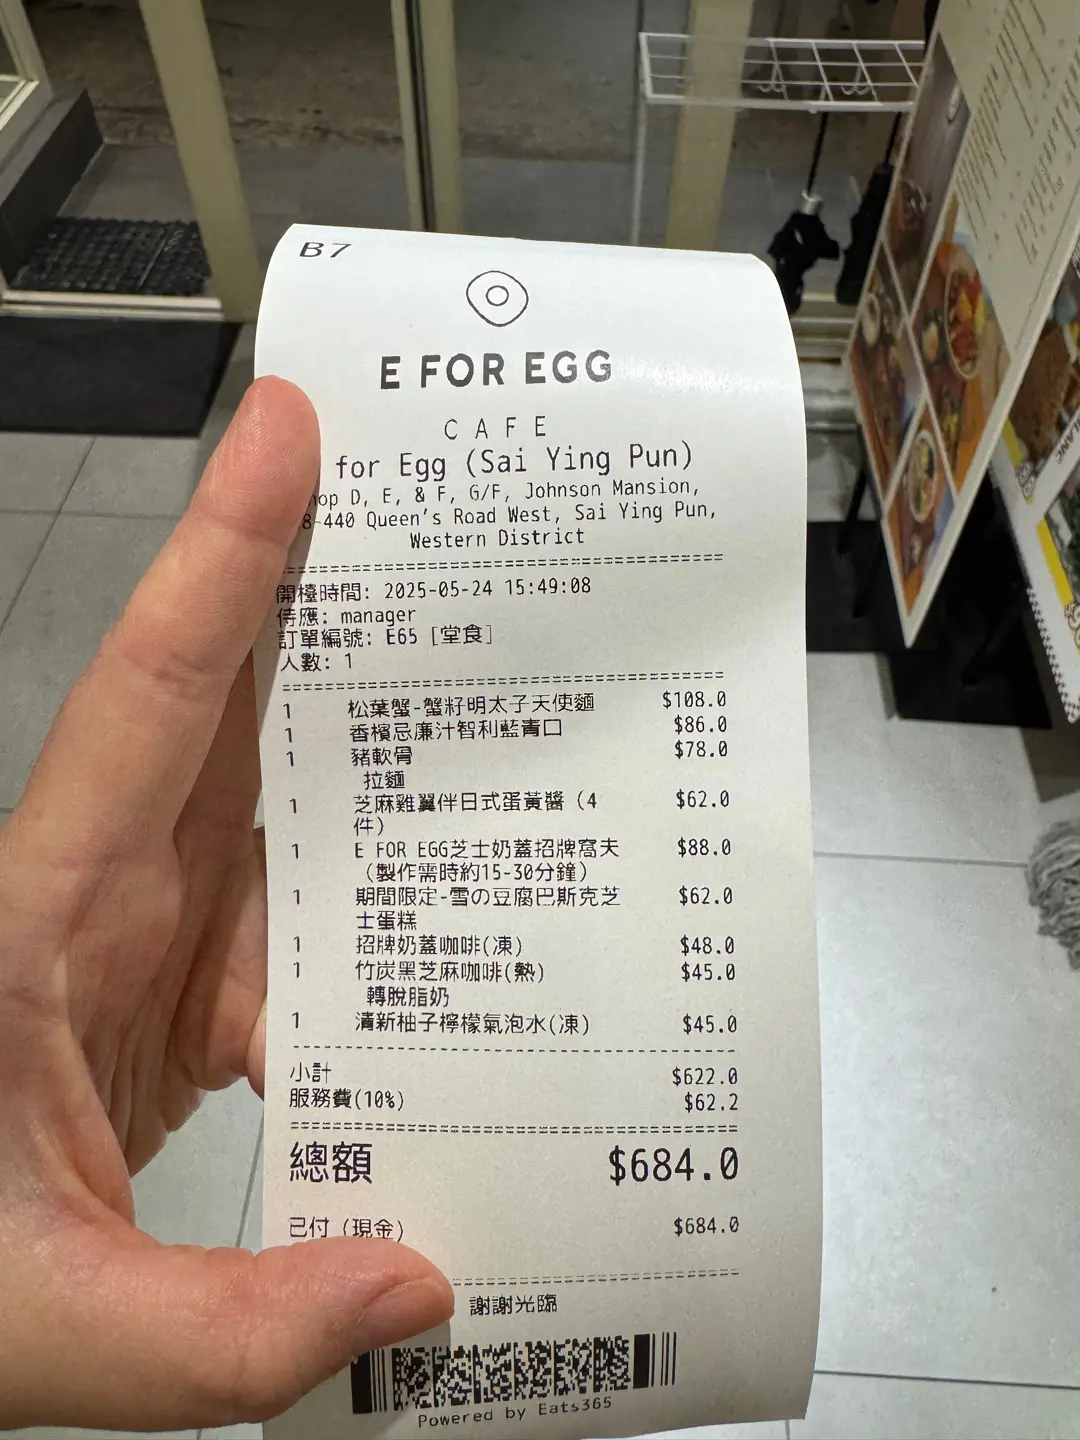 B7
E FOR EGG
CAFE
for Egg (Sai Ying Pun)
D, E, & F, G/F, Johnson Mansion,
-440 Queen's Road West, Sai Ying Pun,
Western District
開檯時間: 2025-05-24 15:49:08
侍應: manager
訂單編號: E65 [堂食]
人數: 1
1 松葉蟹-蟹籽明太子天使麵 $108.0
1 香檳忌廉汁智利藍青口 $86.0
1 豬軟骨 $78.0
拉麵
1 芝麻雞翼伴日式蛋黃醬 (4 $62.0
件)
1 E FOR EGG芝士奶蓋招牌窩夫 $88.0
(製作需時約15-30分鐘)
1 期間限定-雪の豆腐巴斯克芝 $62.0
士蛋糕
1 招牌奶蓋咖啡(凍) $48.0
1 竹炭黑芝麻咖啡(熱) $45.0
轉脫脂奶
1 清新柚子檸檬氣泡水(凍) $45.0
小計 $622.0
服務費(10%) $62.2
總額 $684.0
已付 (現金) $684.0
謝謝光臨
Powered by Eats365